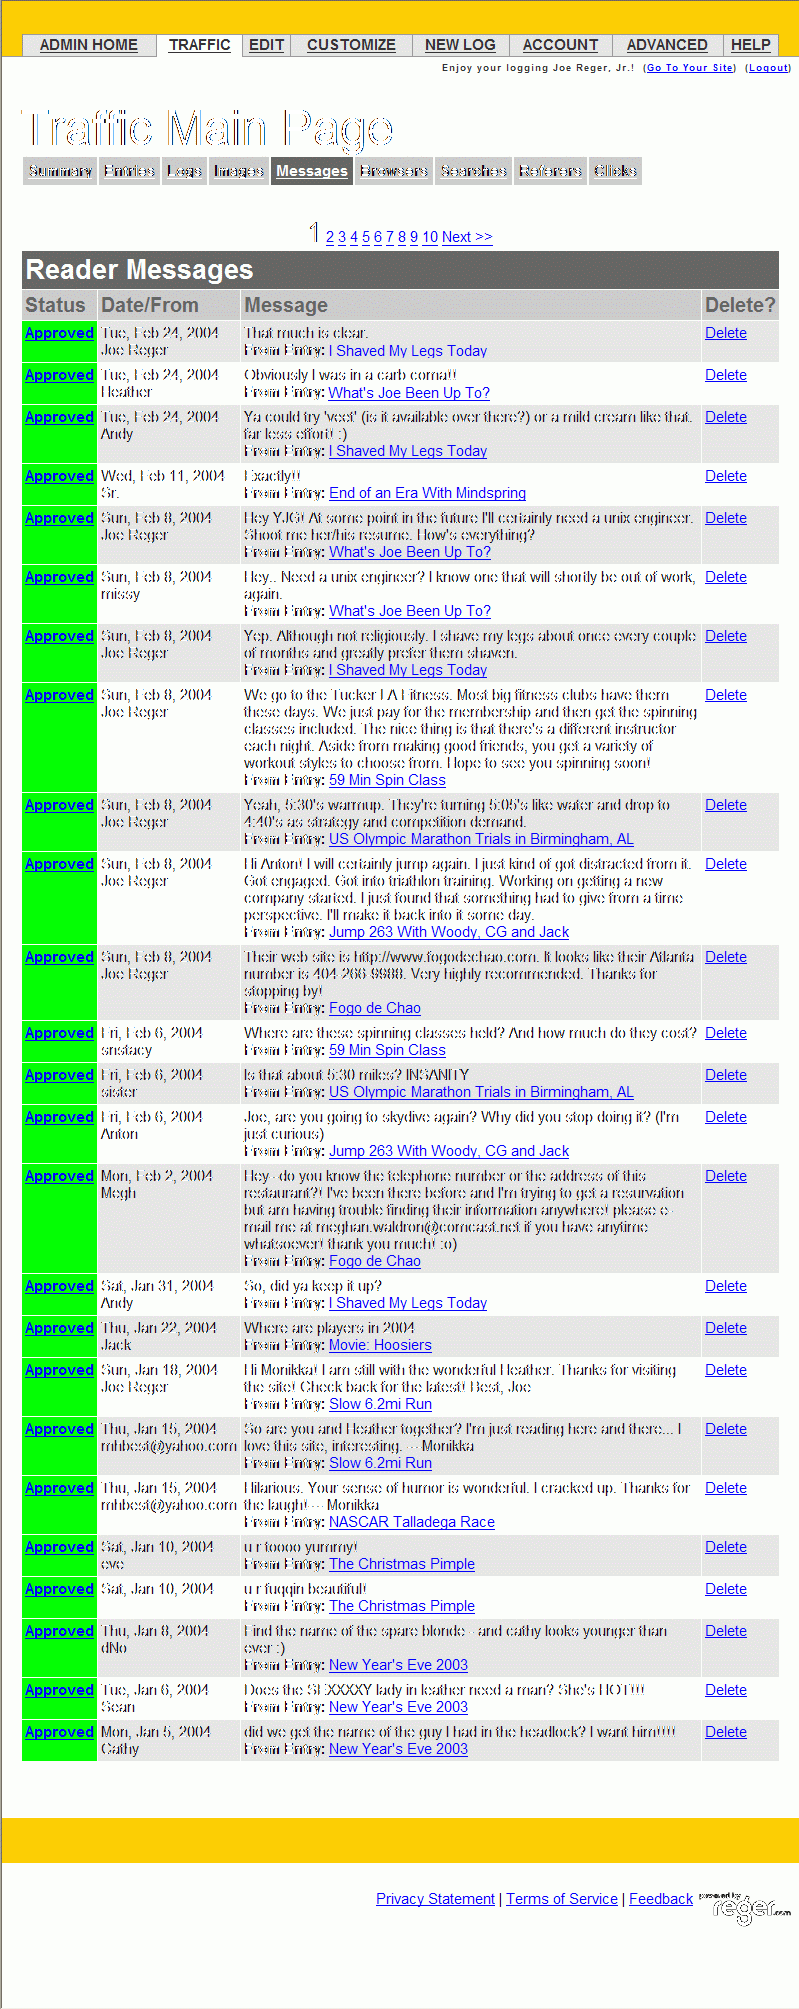 ADMIN HOME TRAFFIC EDIT CUSTOMIZE NEW LOG ACCOUNT ADVANCED HELP
Enjoy your logging Joe Reger, Jr.! (Go To Your Site) (Logout)
Traffic Main Page
Summary Entries Logs Images Messages Browsers Searches Referers Clicks
1 2 3 4 5 6 7 8 9 10 Next >>
Reader Messages
Status Date/From Message Delete?
Approved Tue, Feb 24, 2004 That much is clear. Delete
Joe Reger From Entry: I Shaved My Legs Today
Approved Tue, Feb 24, 2004 Obviously I was in a carb coma!! Delete
Heather From Entry: What's Joe Been Up To?
Approved Tue, Feb 24, 2004 Ya could try 'veet' (is it available over there?) or a mild cream like that. Delete
Andy far less effort! :)
From Entry: I Shaved My Legs Today
Approved Wed, Feb 11, 2004 Exactly!! Delete
Sr. From Entry: End of an Era With Mindspring
Approved Sun, Feb 8, 2004 Hey YJG! At some point in the future I'll certainly need a unix engineer. Delete
Joe Reger Shoot me her/his resume. How's everything?
From Entry: What's Joe Been Up To?
Approved Sun, Feb 8, 2004 Hey.. Need a unix engineer? I know one that will shortly be out of work, Delete
missy again.
From Entry: What's Joe Been Up To?
Approved Sun, Feb 8, 2004 Yep. Although not religiously. I shave my legs about once every couple Delete
Joe Reger of months and greatly prefer them shaven.
From Entry: I Shaved My Legs Today
Approved Sun, Feb 8, 2004 We go to the Tucker LA Fitness. Most big fitness clubs have them Delete
Joe Reger these days. We just pay for the membership and then get the spinning
classes included. The nice thing is that there's a different instructor
each night. Aside from making good friends, you get a variety of
workout styles to choose from. Hope to see you spinning soon!
From Entry: 59 Min Spin Class
Approved Sun, Feb 8, 2004 Yeah, 5:30's warmup. They're turning 5:05's like water and drop to Delete
Joe Reger 4:40's as strategy and competition demand.
From Entry: US Olympic Marathon Trials in Birmingham, AL
Approved Sun, Feb 8, 2004 Hi Anton! I will certainly jump again. I just kind of got distracted from it. Delete
Joe Reger Got engaged. Got into triathlon training. Working on getting a new
company started. I just found that something had to give from a time
perspective. I'll make it back into it some day.
From Entry: Jump 263 With Woody, CG and Jack
Approved Sun, Feb 8, 2004 Their web site is http://www.fogodechao.com. It looks like their Atlanta Delete
Joe Reger number is 404-266-9988. Very highly recommended. Thanks for
stopping by!
From Entry: Fogo de Chao
Approved Fri, Feb 6, 2004 Where are these spinning classes held? And how much do they cost? Delete
snstacy From Entry: 59 Min Spin Class
Approved Fri, Feb 6, 2004 Is that about 5:30 miles? INSANITY Delete
sister From Entry: US Olympic Marathon Trials in Birmingham, AL
Approved Fri, Feb 6, 2004 Joe, are you going to skydive again? Why did you stop doing it? (I'm Delete
Anton just curious)
From Entry: Jump 263 With Woody, CG and Jack
Approved Mon, Feb 2, 2004 Hey - do you know the telephone number or the address of this Delete
Megh restaurant?! I've been there before and I'm trying to get a resurvation
but am having trouble finding their information anywhere! please e-
mail me at meghan.waldron@comcast.net if you have anytime
whatsoever! thank you much! :o)
From Entry: Fogo de Chao
Approved Sat, Jan 31, 2004 So, did ya keep it up? Delete
Andy From Entry: I Shaved My Legs Today
Approved Thu, Jan 22, 2004 Where are players in 2004 Delete
Jack From Entry: Movie: Hoosiers
Approved Sun, Jan 18, 2004 Hi Monikka! I am still with the wonderful Heather. Thanks for visiting Delete
Joe Reger the site! Check back for the latest! Best, Joe
From Entry: Slow 6.2mi Run
Approved Thu, Jan 15, 2004 So are you and Heather together? I'm just reading here and there... I Delete
mhbest@yahoo.com love this site, interesting. --- Monikka
From Entry: Slow 6.2mi Run
Approved Thu, Jan 15, 2004 Hilarious. Your sense of humor is wonderful. I cracked up. Thanks for Delete
mhbest@yahoo.com the laugh!--- Monikka
From Entry: NASCAR Talladega Race
Approved Sat, Jan 10, 2004 u r toooo yummy! Delete
eve From Entry: The Christmas Pimple
Approved Sat, Jan 10, 2004 u r fuqqin beautiful! Delete
From Entry: The Christmas Pimple
Approved Thu, Jan 8, 2004 Find the name of the spare blonde - and cathy looks younger than Delete
dNo ever :)
From Entry: New Year's Eve 2003
Approved Tue, Jan 6, 2004 Does the SEXXXXY lady in leather need a man? She's HOT!!! Delete
Sean From Entry: New Year's Eve 2003
Approved Mon, Jan 5, 2004 did we get the name of the guy I had in the headlock? I want him!!!! Delete
Cathy From Entry: New Year's Eve 2003
Privacy Statement | Terms of Service | Feedback powered by
reger.com